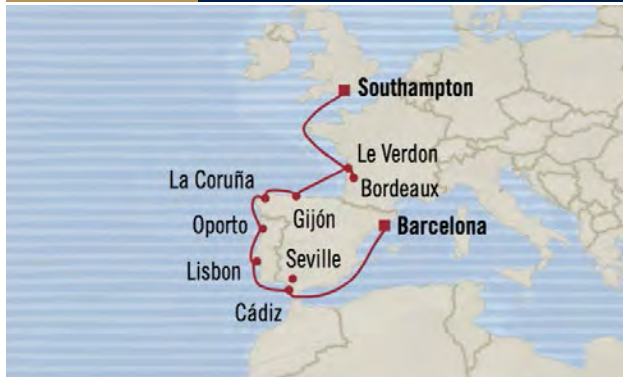 Southampton
Le Verdon
Bordeaux
La Coruña
Gijón
Oporto
Barcelona
Seville
Lisbon
Cádiz